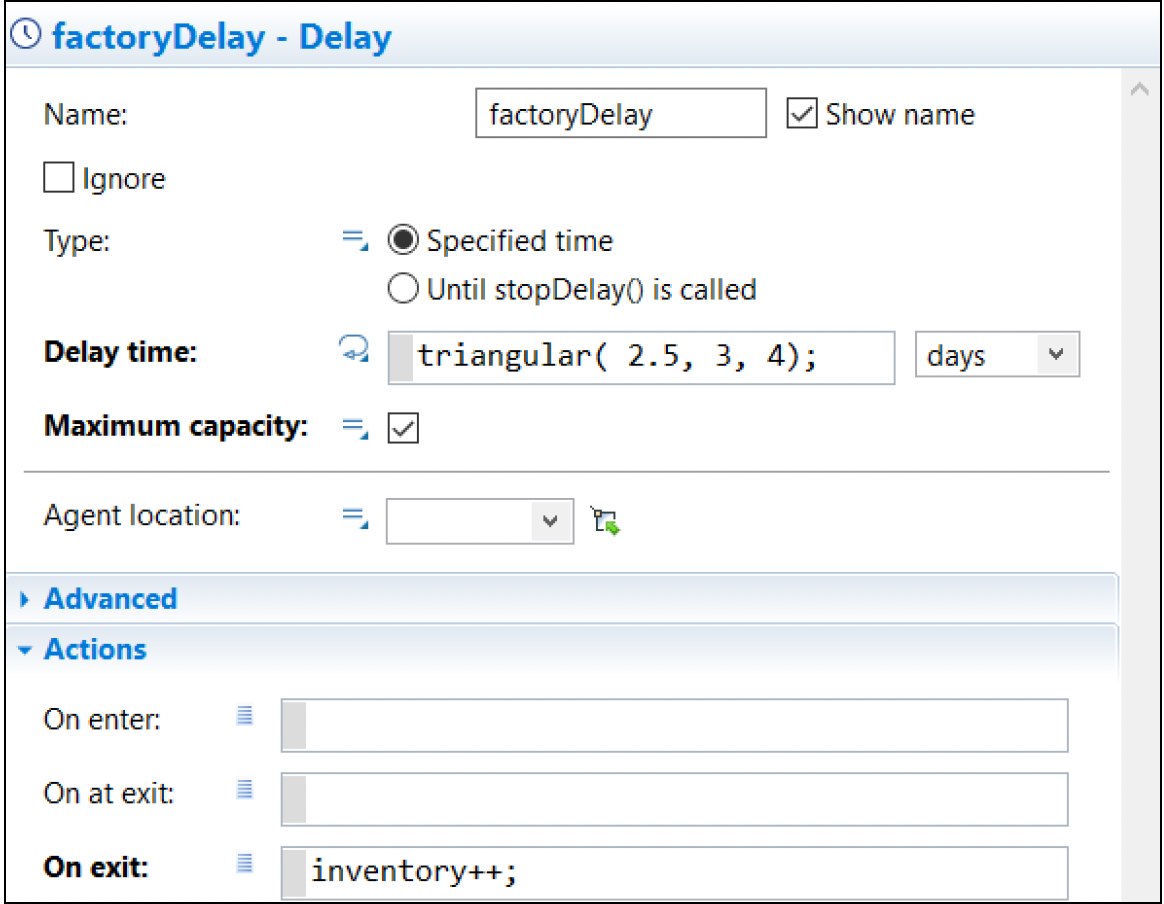 factoryDelay - Delay
Name: factoryDelay Show name
Ignore
Type: Specified time
Until stopDelay() is called
Delay time: triangular( 2.5, 3, 4); days
Maximum capacity:
Agent location:
Advanced
Actions
On enter:
On at exit:
On exit: inventory++;